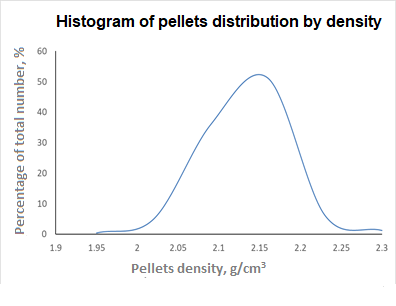 Histogram of pellets distribution by density
Percentage of total number, %
60
50
40
30
20
10
0
1.9 1.95 2 2.05 2.1 2.15 2.2 2.25 2.3
Pellets density, g/cm³